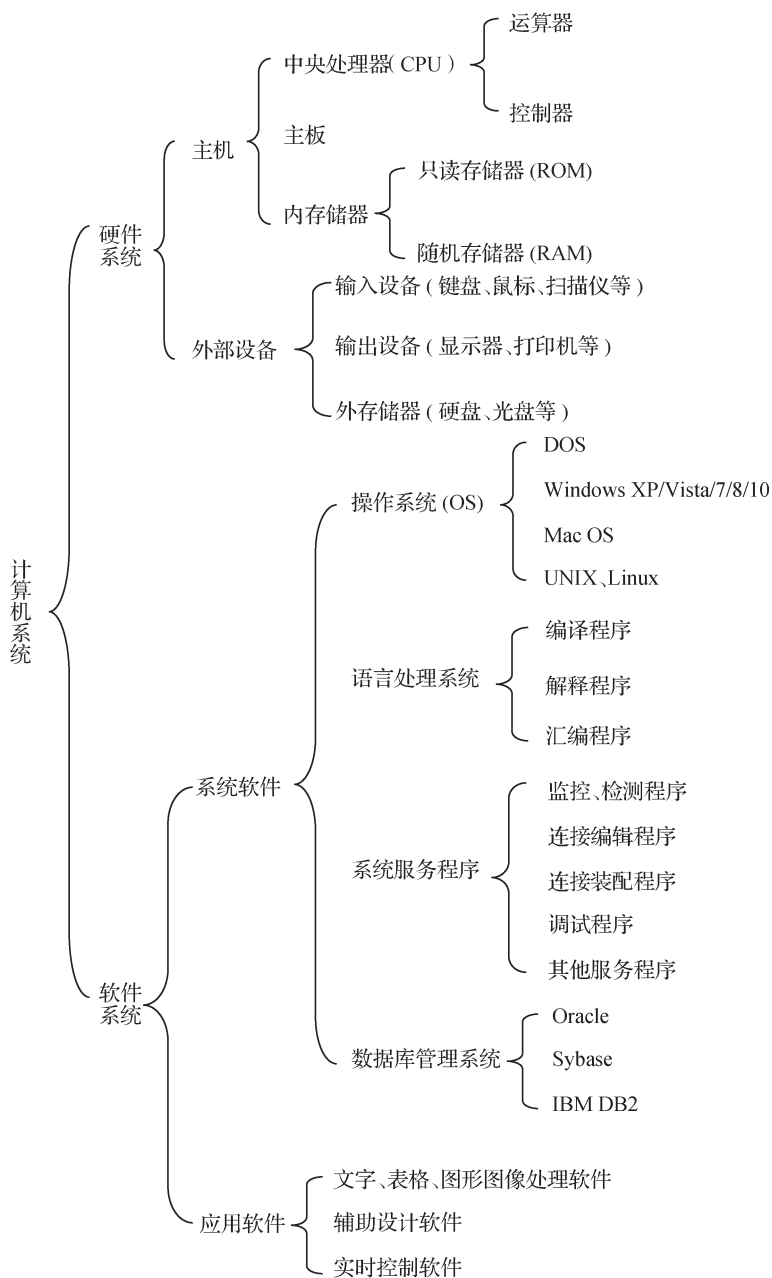 运算器
中央处理器( CPU )
控制器
主机
主板
只读存储器 (ROM)
内存储器
随机存储器 (RAM)
硬件
系统
输入设备 ( 键盘、鼠标、扫描仪等 )
外部设备
输出设备 ( 显示器、打印机等 )
外存储器 ( 硬盘、光盘等 )
计算机系统
DOS
操作系统 (OS)
Windows XP/Vista/7/8/10
Mac OS
UNIX、Linux
编译程序
语言处理系统
解释程序
汇编程序
系统软件
监控、检测程序
连接编辑程序
系统服务程序
连接装配程序
调试程序
其他服务程序
软件
系统
Oracle
数据库管理系统
Sybase
IBM DB2
文字、表格、图形图像处理软件
应用软件
辅助设计软件
实时控制软件